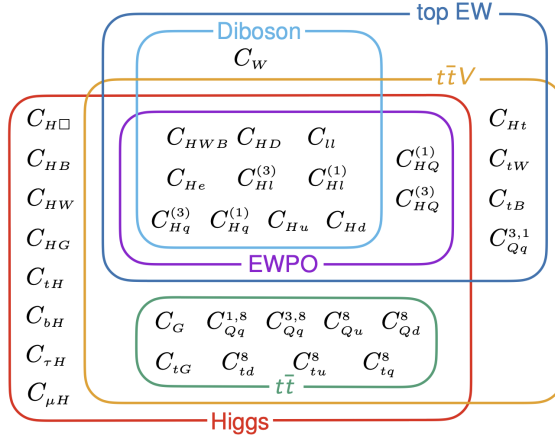 top EW
Diboson
C_W
tt̄V
C_{H□}
C_{HB}
C_{HW}
C_{HG}
C_{tH}
C_{bH}
C_{τH}
C_{μH}
C_{HWB} C_{HD} C_{ll}
C_{He} C_{Hl}^{(3)} C_{Hl}^{(1)}
C_{Hq}^{(3)} C_{Hq}^{(1)} C_{Hu} C_{Hd}
C_{HQ}^{(1)}
C_{HQ}^{(3)}
C_{Ht}
C_{tW}
C_{tB}
C_{Qq}^{3,1}
EWPO
C_G C_{Qq}^{1,8} C_{Qq}^{3,8} C_{Qu}^{8} C_{Qd}^{8}
C_{tG} C_{td}^{8} C_{tu}^{8} C_{tq}^{8}
tt̄
Higgs